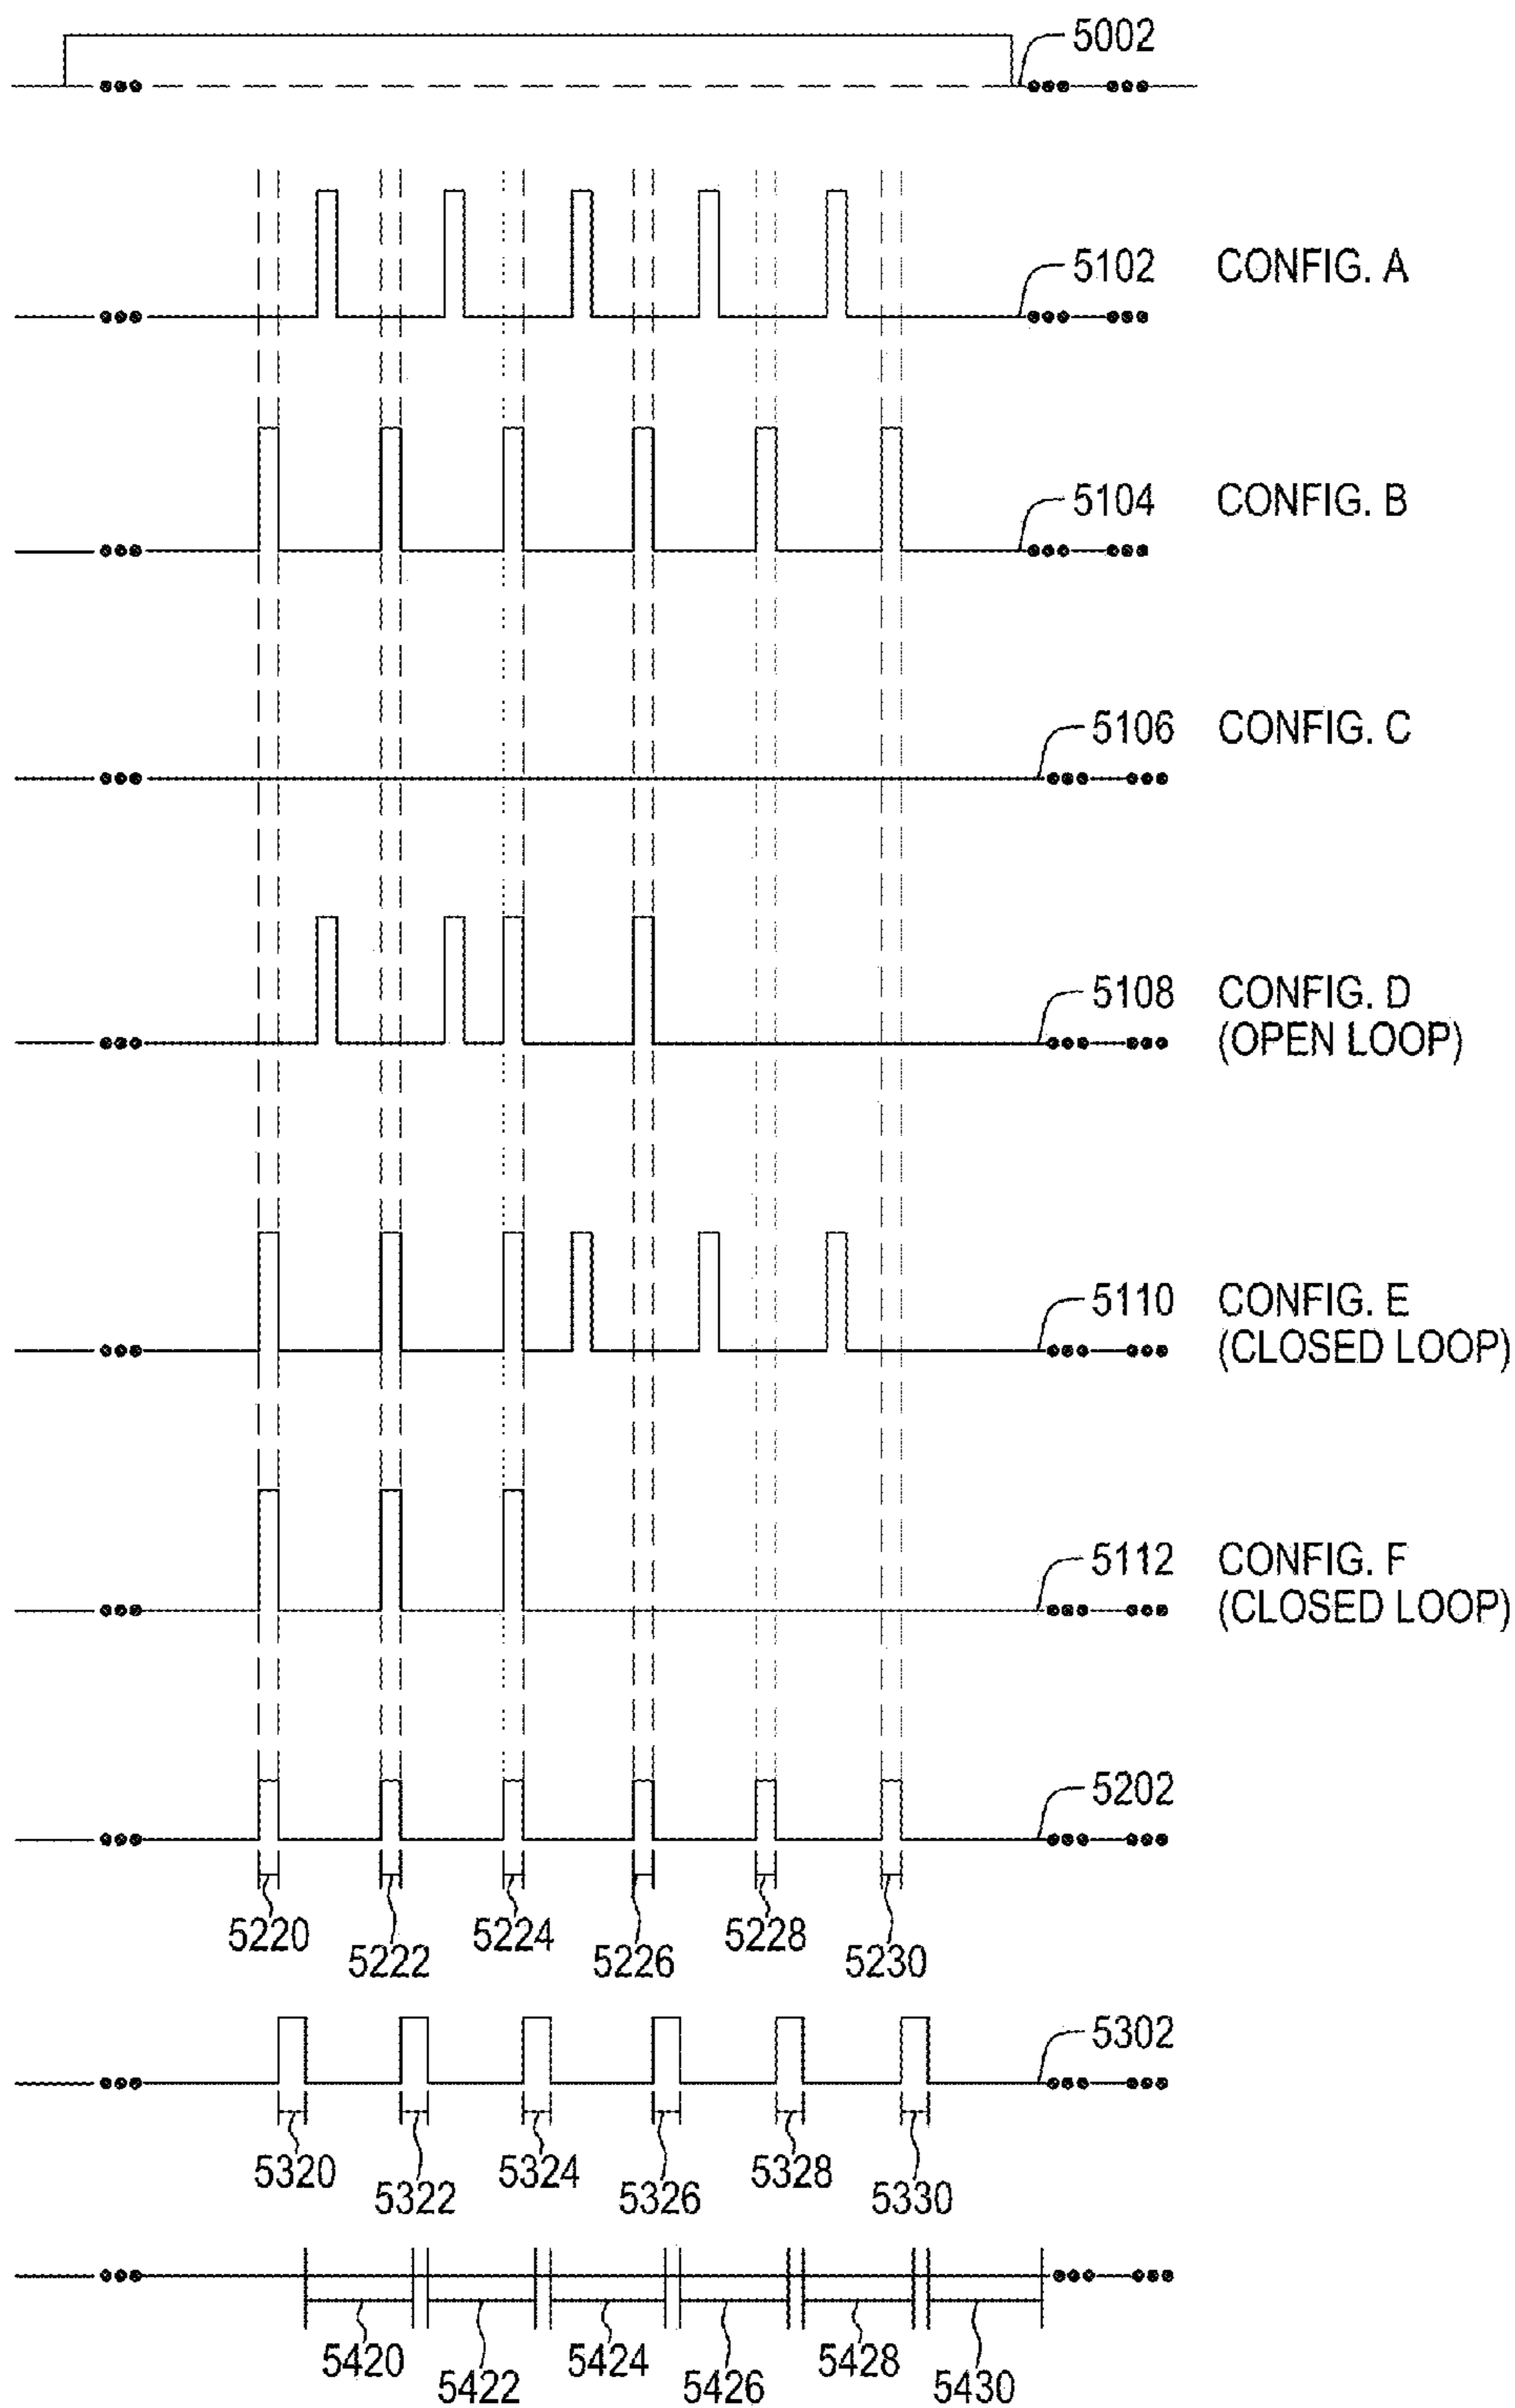 5002
5102 CONFIG. A
5104 CONFIG. B
5106 CONFIG. C
5108 CONFIG. D
(OPEN LOOP)
5110 CONFIG. E
(CLOSED LOOP)
5112 CONFIG. F
(CLOSED LOOP)
5202
5220 5222 5224 5226 5228 5230
5302
5320 5322 5324 5326 5328 5330
5420 5422 5424 5426 5428 5430